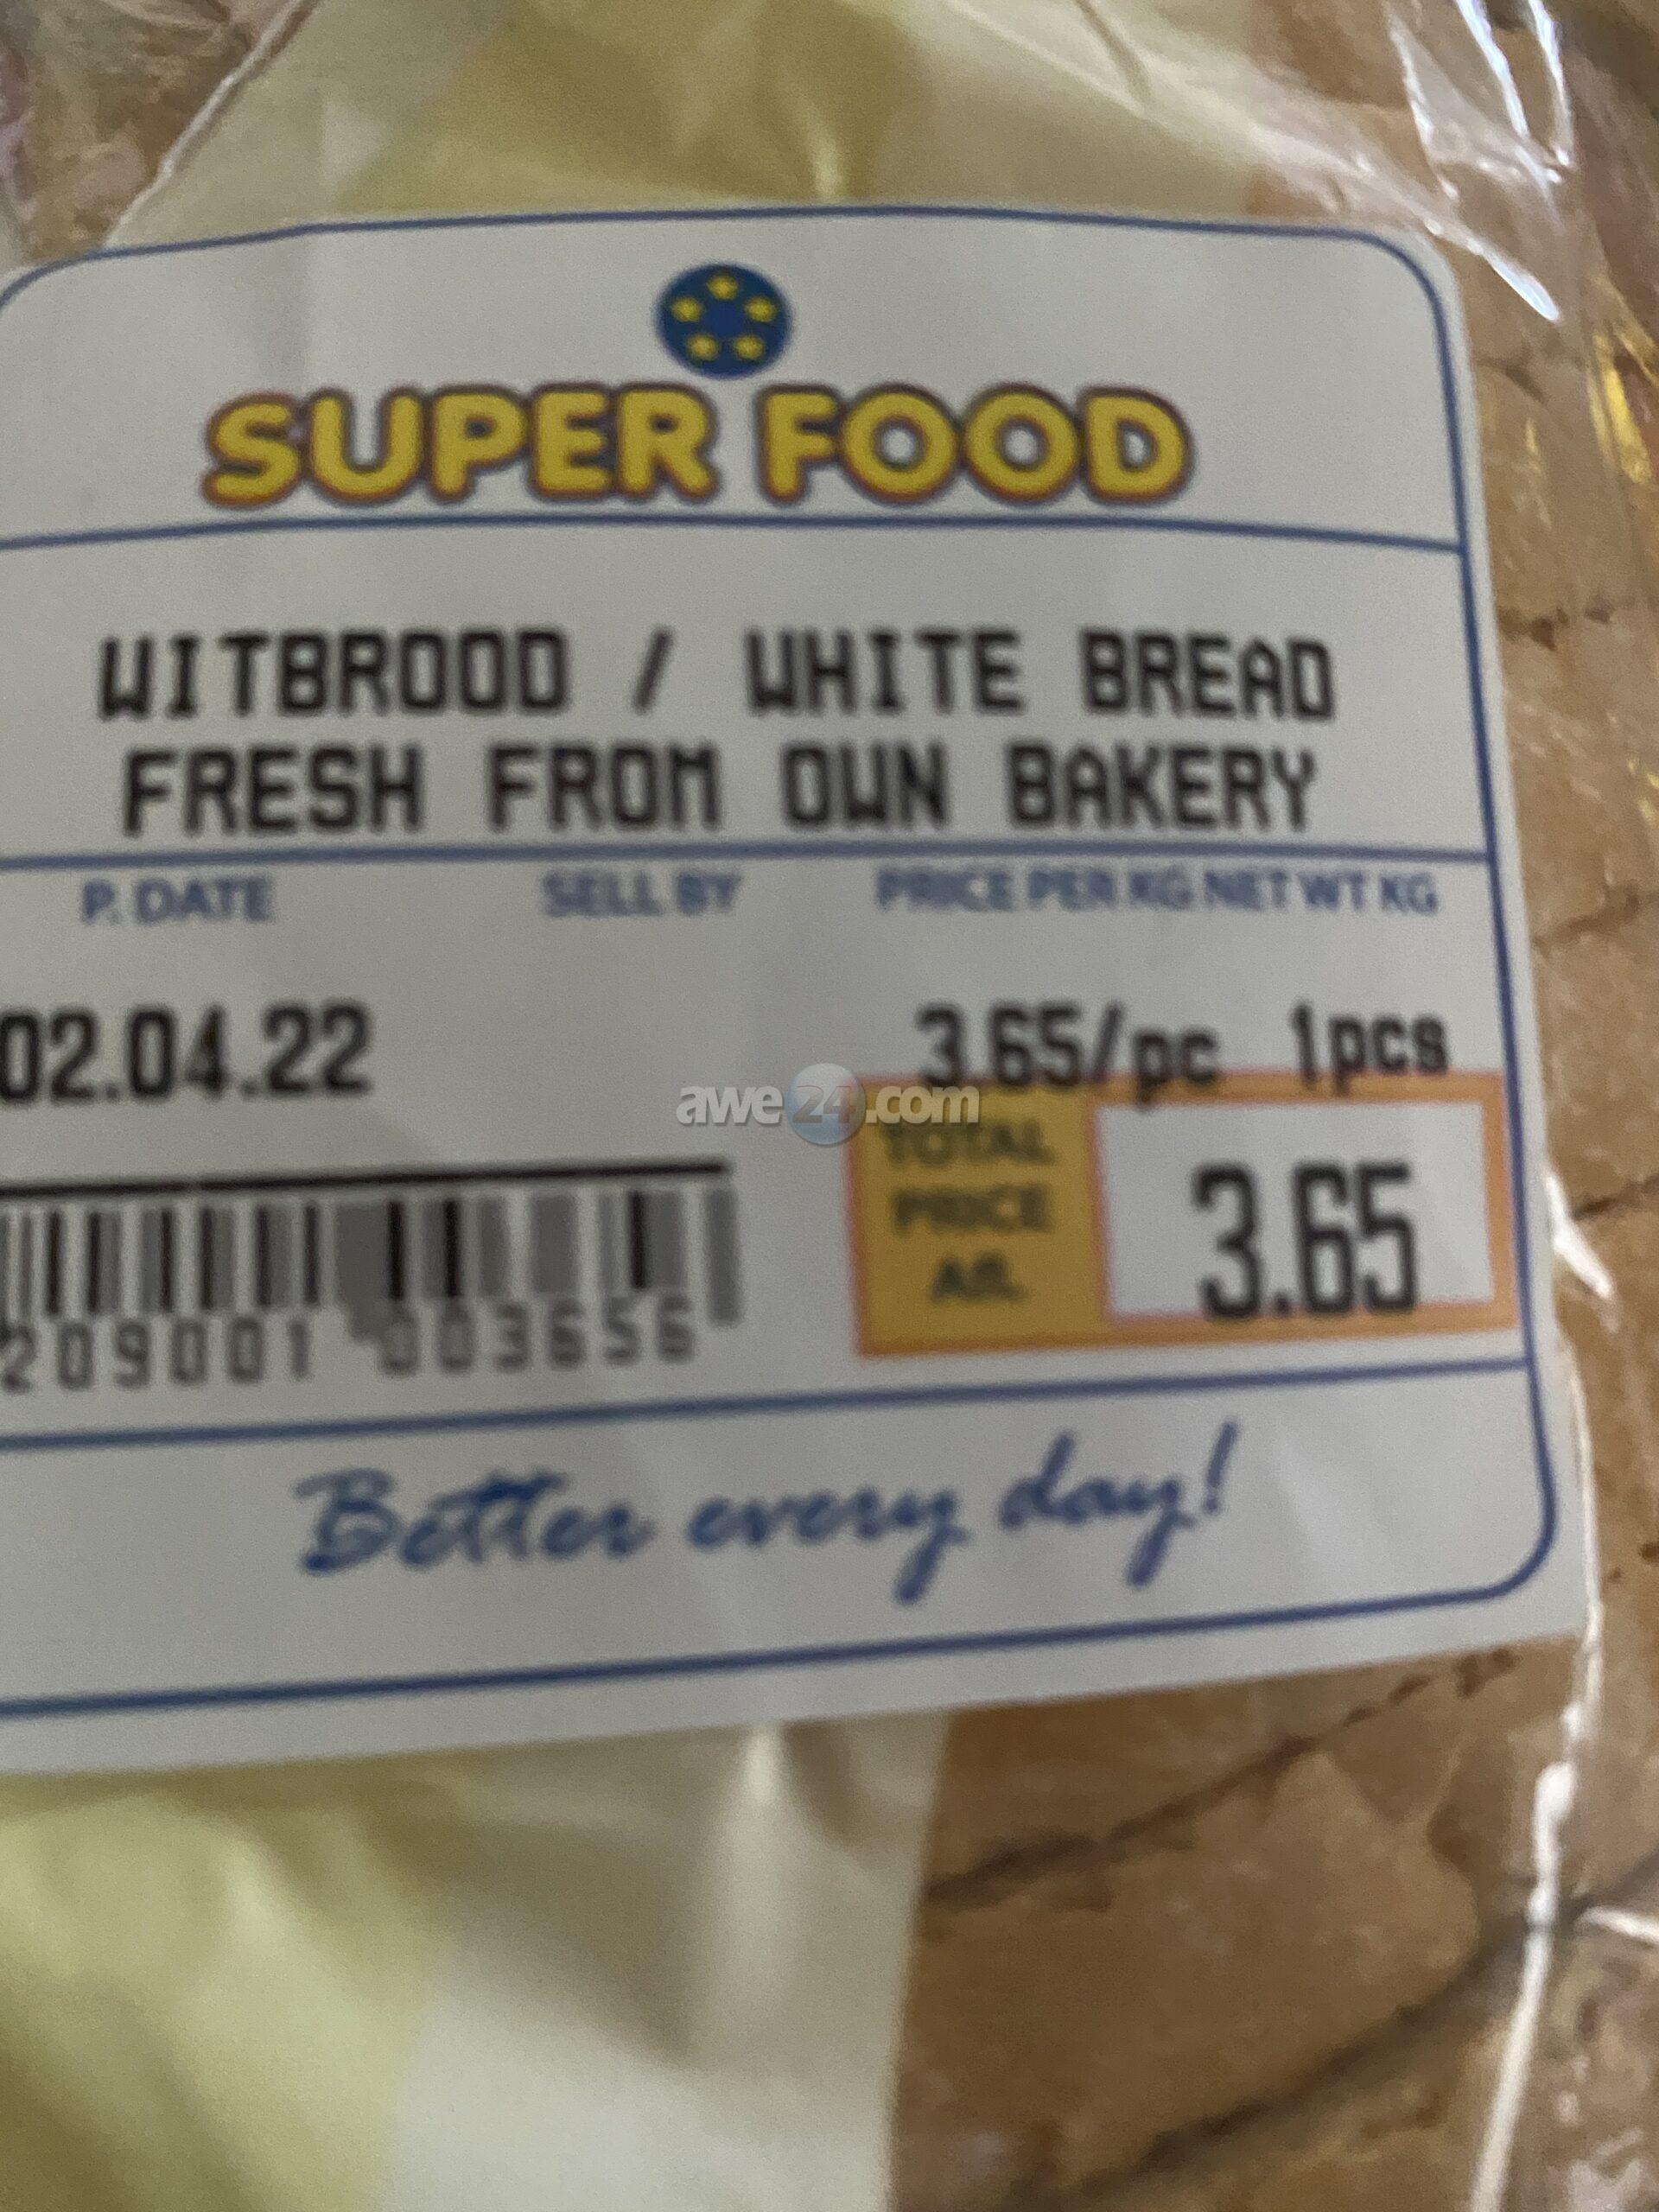 SUPER FOOD
WITBROOD / WHITE BREAD
FRESH FROM OWN BAKERY
P. DATE SELL BY PRICE PER KG NET WT KG
02.04.22 3.65/pc 1pcs
awe24.com
TOTAL
PRICE
Afl.
3.65
209001 003656
Better every day!